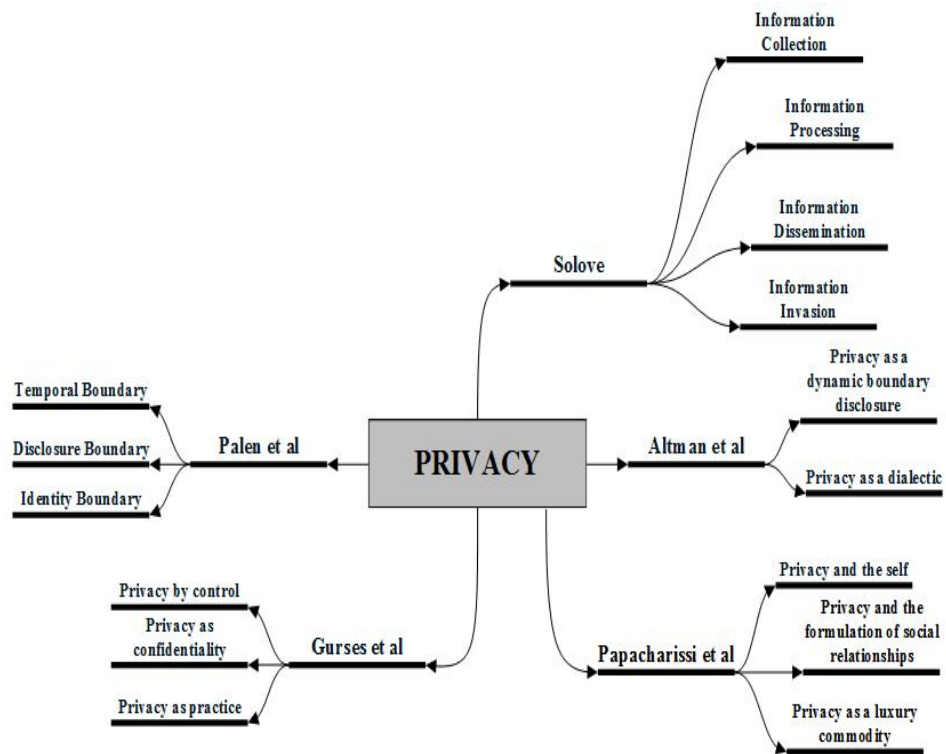 Information
Collection
Information
Processing
Information
Dissemination
Solove
Information
Invasion
Privacy as a
dynamic boundary
disclosure
Temporal Boundary
Disclosure Boundary
Palen et al
Identity Boundary
PRIVACY
Altman et al
Privacy as a dialectic
Privacy by control
Privacy as
confidentiality
Gurses et al
Privacy as practice
Privacy and the self
Privacy and the
formulation of social
relationships
Papacharissi et al
Privacy as a luxury
commodity